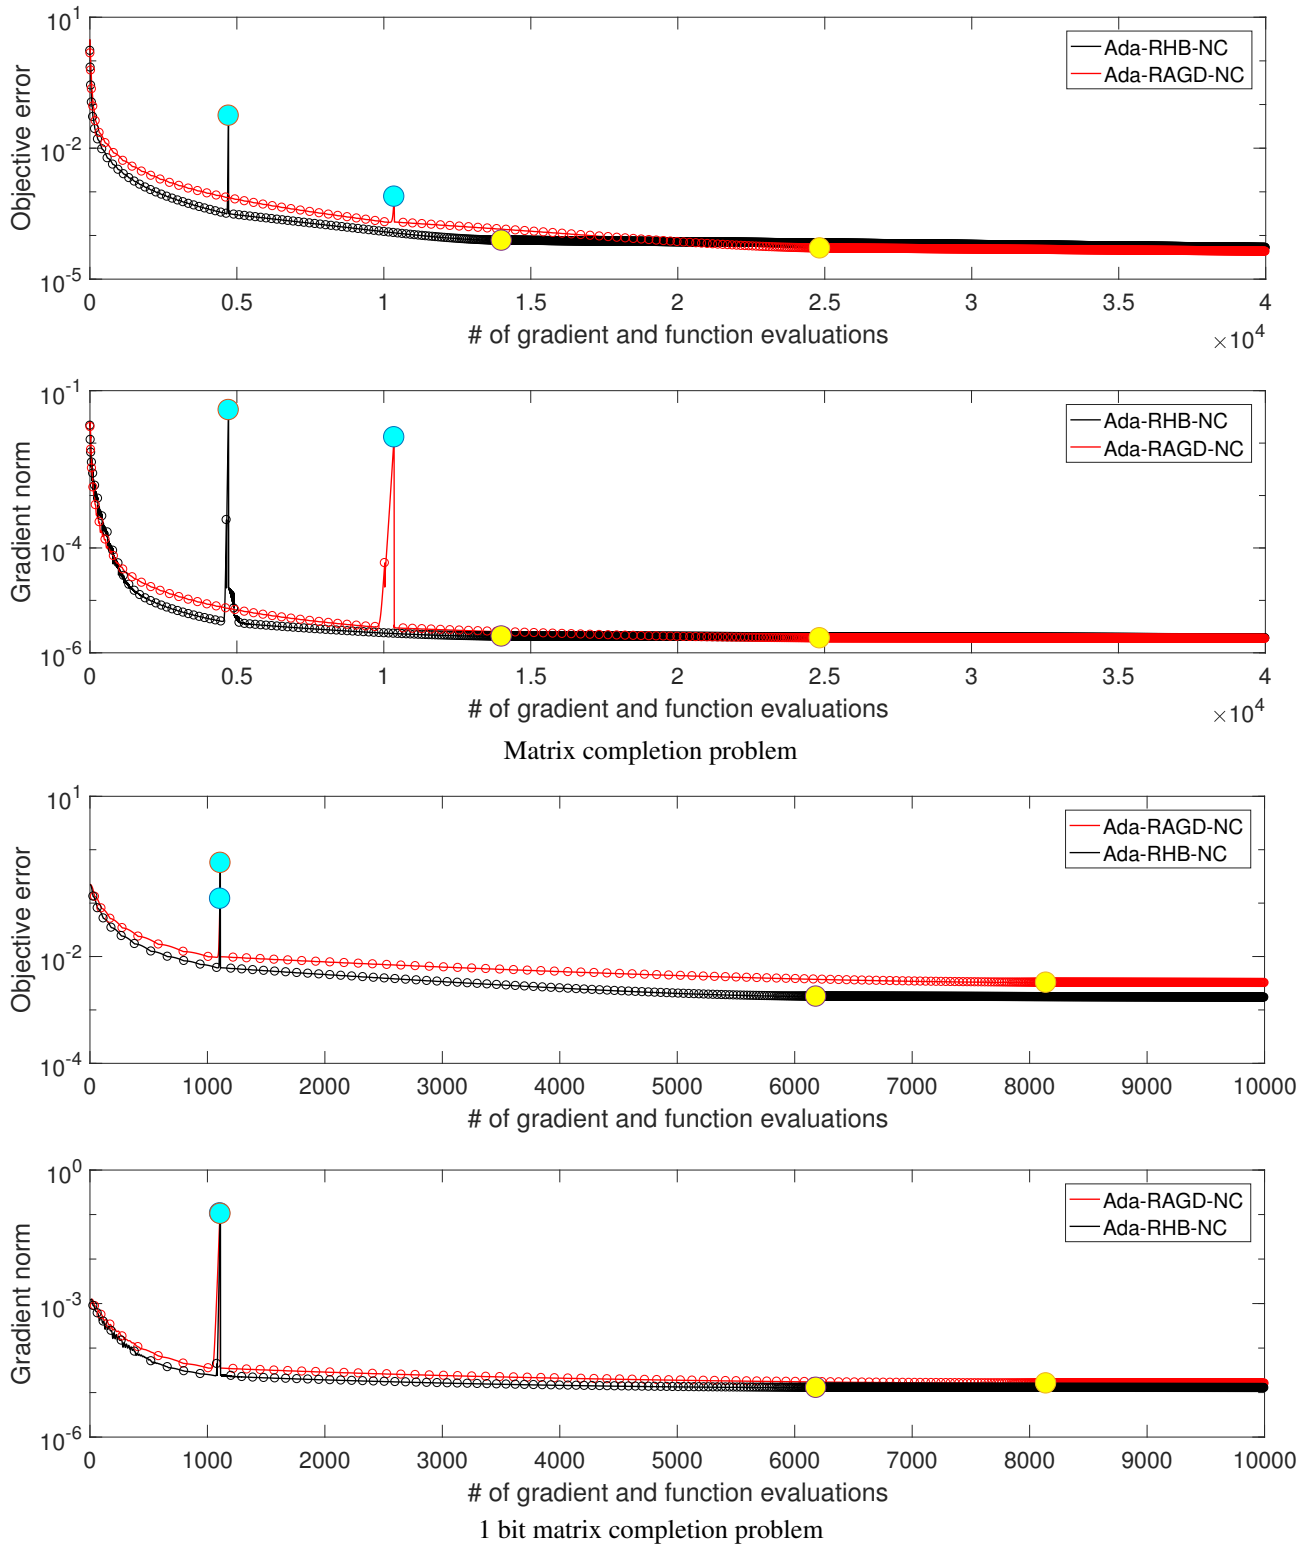 10^1
10^-2
10^-5
Objective error
Ada-RHB-NC
Ada-RAGD-NC
0 0.5 1 1.5 2 2.5 3 3.5 4
# of gradient and function evaluations
×10^4
10^-1
10^-4
10^-6
Gradient norm
Ada-RHB-NC
Ada-RAGD-NC
0 0.5 1 1.5 2 2.5 3 3.5 4
# of gradient and function evaluations
×10^4
Matrix completion problem
10^1
10^-2
10^-4
Objective error
Ada-RAGD-NC
Ada-RHB-NC
0 1000 2000 3000 4000 5000 6000 7000 8000 9000 10000
# of gradient and function evaluations
10^0
10^-3
10^-6
Gradient norm
Ada-RAGD-NC
Ada-RHB-NC
0 1000 2000 3000 4000 5000 6000 7000 8000 9000 10000
# of gradient and function evaluations
1 bit matrix completion problem